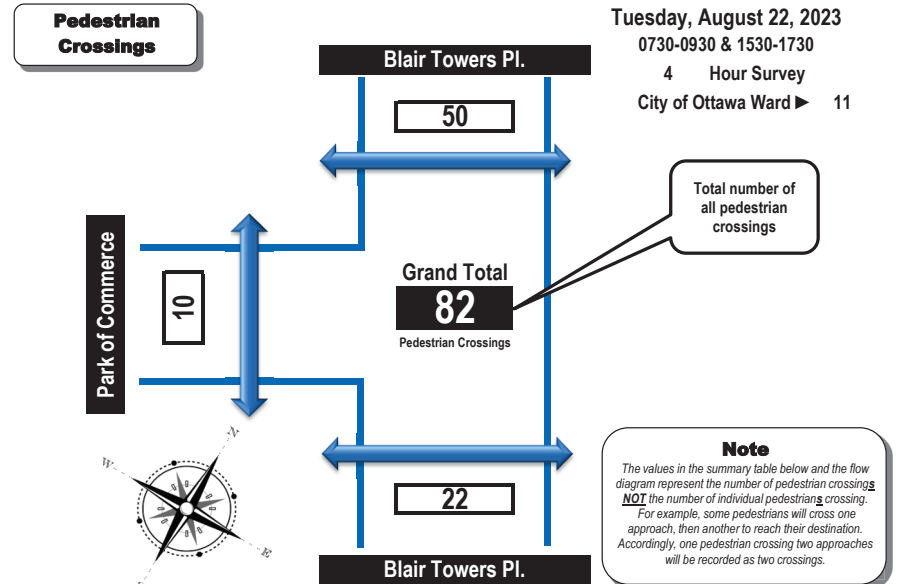 Pedestrian
Crossings
Tuesday, August 22, 2023
0730-0930 & 1530-1730
4 Hour Survey
City of Ottawa Ward ► 11
Blair Towers Pl.
50
Total number of
all pedestrian
crossings
Park of Commerce
10
Grand Total
82
Pedestrian Crossings
N
W
E
22
Blair Towers Pl.
Note
The values in the summary table below and the flow
diagram represent the number of pedestrian crossings
NOT the number of individual pedestrians crossing.
For example, some pedestrians will cross one
approach, then another to reach their destination.
Accordingly, one pedestrian crossing two approaches
will be recorded as two crossings.